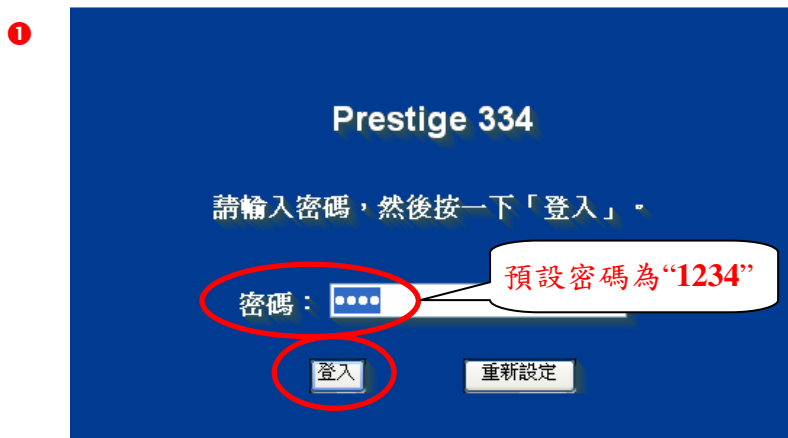 ❶
Prestige 334
請輸入密碼，然後按一下「登入」。
預設密碼為“1234”
密碼： ••••
登入 重新設定